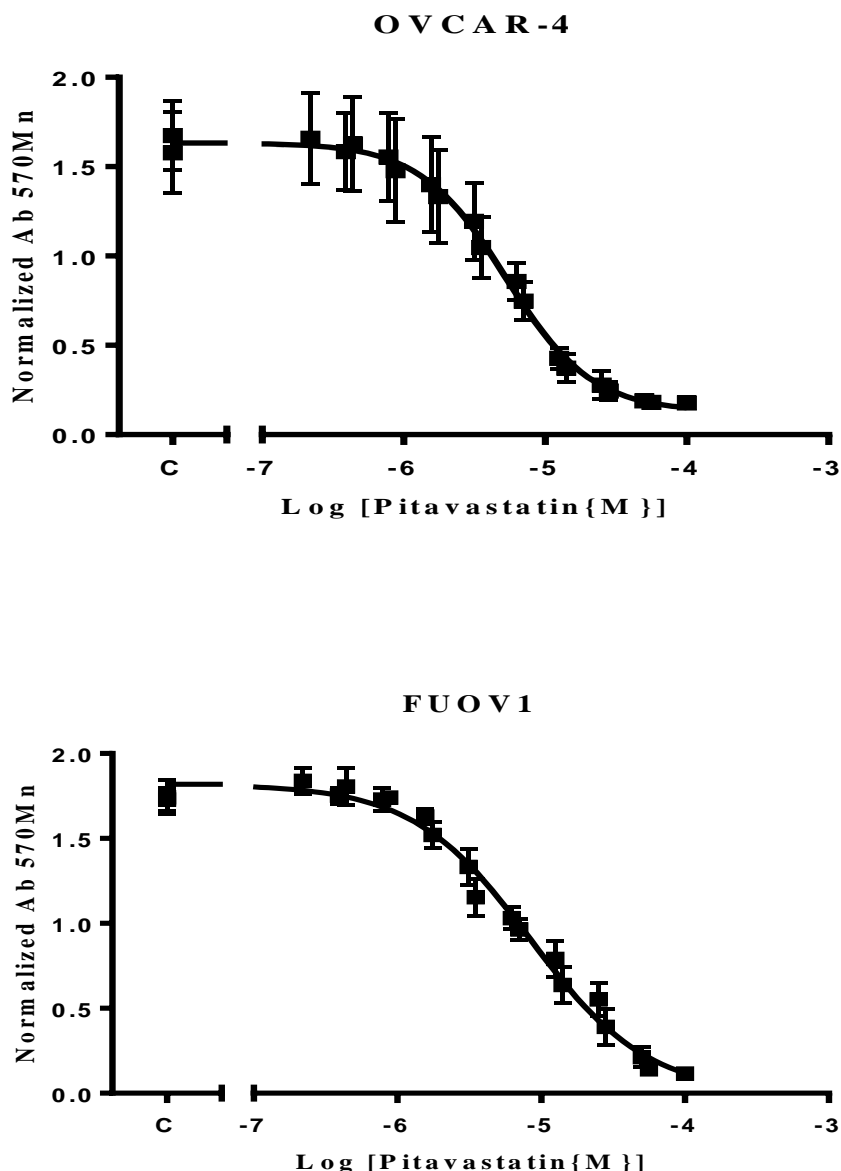 OVCAR-4
Normalized Ab 570Mn
2.0
1.5
1.0
0.5
0.0
C -7 -6 -5 -4 -3
Log [Pitavastatin{M }]
FUOV1
Normalized Ab 570Mn
2.0
1.5
1.0
0.5
0.0
C -7 -6 -5 -4 -3
Log [Pitavastatin{M }]